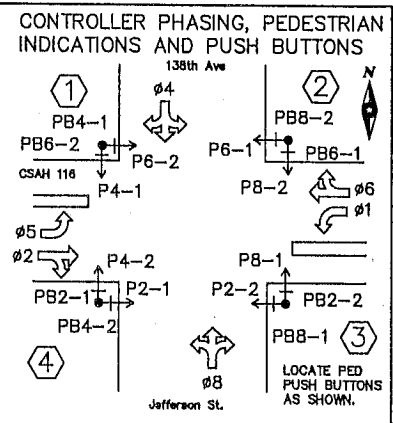 CONTROLLER PHASING, PEDESTRIAN
INDICATIONS AND PUSH BUTTONS
138th Ave
N
1
2
ø4
PB4-1
PB8-2
PB6-2
P6-2
P6-1
PB6-1
CSAH 116
P4-1
P8-2
ø6
ø1
ø5
ø2
P4-2
P8-1
PB2-1
P2-1
P2-2
PB2-2
PB4-2
PB8-1
3
4
ø8
LOCATE PED
PUSH BUTTONS
AS SHOWN.
Jefferson St.